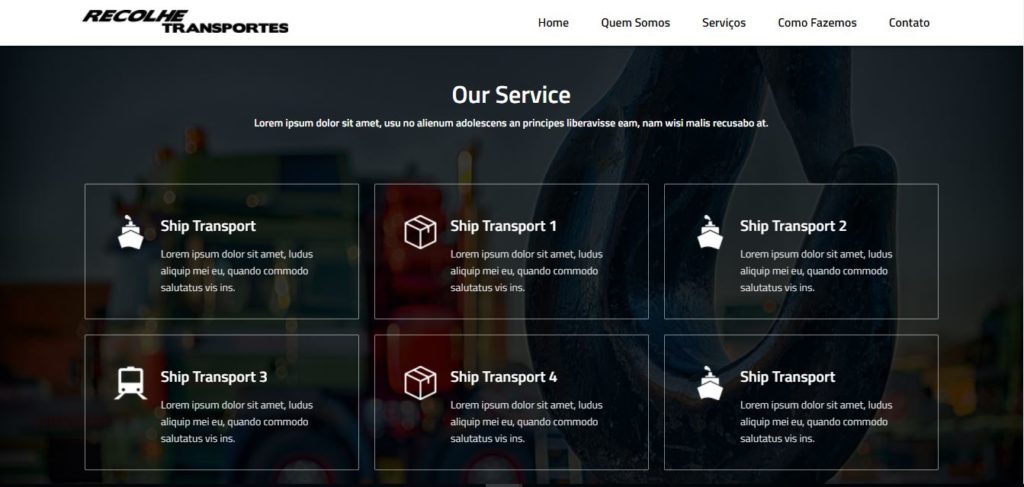 RECOLHE
TRANSPORTES
Home Quem Somos Serviços Como Fazemos Contato
Our Service
Lorem ipsum dolor sit amet, usu no alienum adolescens an principes liberavisse eam, nam wisi malis recusabo at.
Ship Transport
Lorem ipsum dolor sit amet, ludus
aliquip mei eu, quando commodo
salutatus vis ins.
Ship Transport 1
Lorem ipsum dolor sit amet, ludus
aliquip mei eu, quando commodo
salutatus vis ins.
Ship Transport 2
Lorem ipsum dolor sit amet, ludus
aliquip mei eu, quando commodo
salutatus vis ins.
Ship Transport 3
Lorem ipsum dolor sit amet, ludus
aliquip mei eu, quando commodo
salutatus vis ins.
Ship Transport 4
Lorem ipsum dolor sit amet, ludus
aliquip mei eu, quando commodo
salutatus vis ins.
Ship Transport
Lorem ipsum dolor sit amet, ludus
aliquip mei eu, quando commodo
salutatus vis ins.